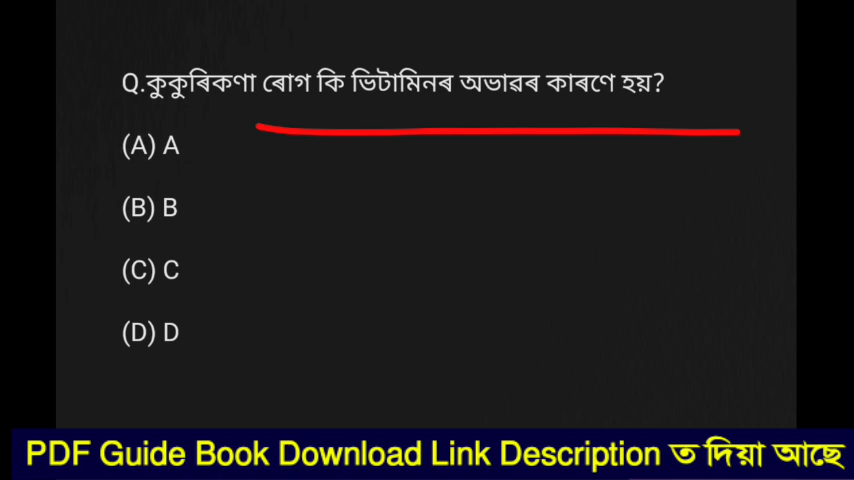 Q.কুকুৰিকণা ৰোগ কি ভিটামিনৰ অভাৱৰ কাৰণে হয়?
(A) A
(B) B
(C) C
(D) D
PDF Guide Book Download Link Description ত দিয়া আছে